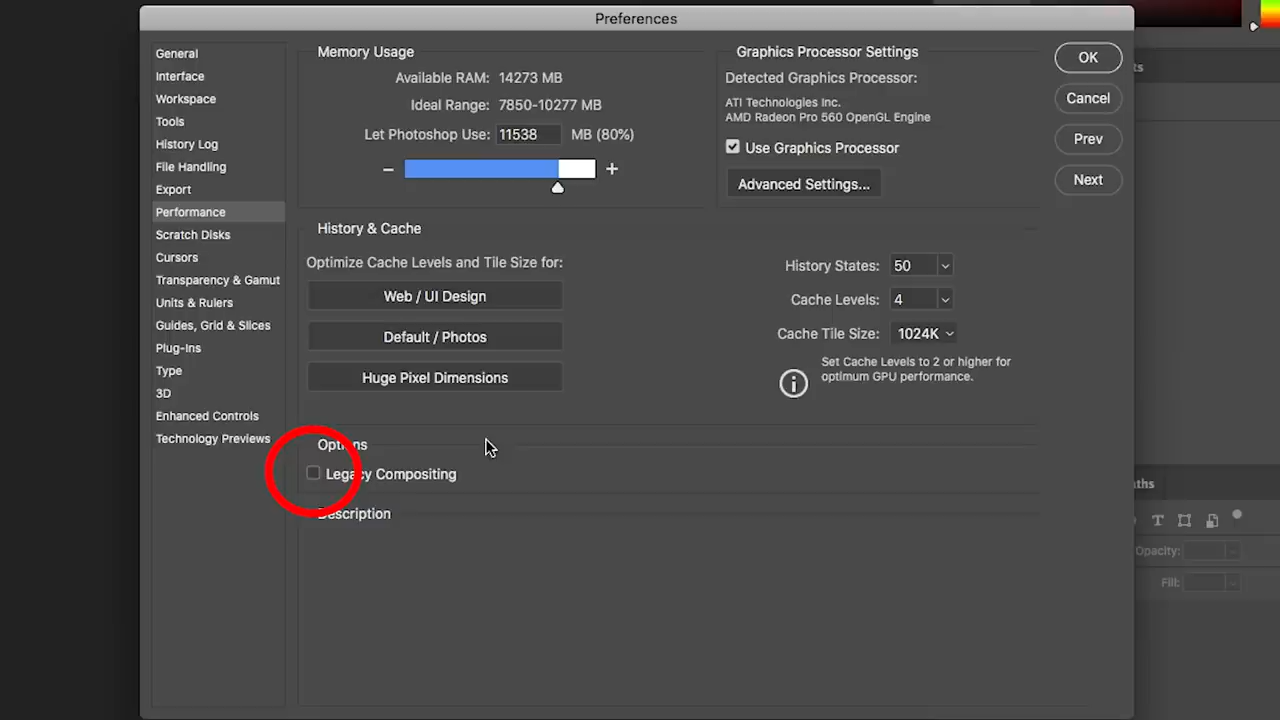 Preferences
General
Interface
Workspace
Tools
History Log
File Handling
Export
Performance
Scratch Disks
Cursors
Transparency & Gamut
Units & Rulers
Guides, Grid & Slices
Plug-Ins
Type
3D
Enhanced Controls
Technology Previews
Memory Usage
Available RAM: 14273 MB
Ideal Range: 7850-10277 MB
Let Photoshop Use: 11538 MB (80%)
Graphics Processor Settings
Detected Graphics Processor:
ATI Technologies Inc.
AMD Radeon Pro 560 OpenGL Engine
Use Graphics Processor
Advanced Settings...
OK
Cancel
Prev
Next
History & Cache
Optimize Cache Levels and Tile Size for:
Web / UI Design
Default / Photos
Huge Pixel Dimensions
History States: 50
Cache Levels: 4
Cache Tile Size: 1024K
Set Cache Levels to 2 or higher for
optimum GPU performance.
Options
Legacy Compositing
Description
Opacity:
Fill: